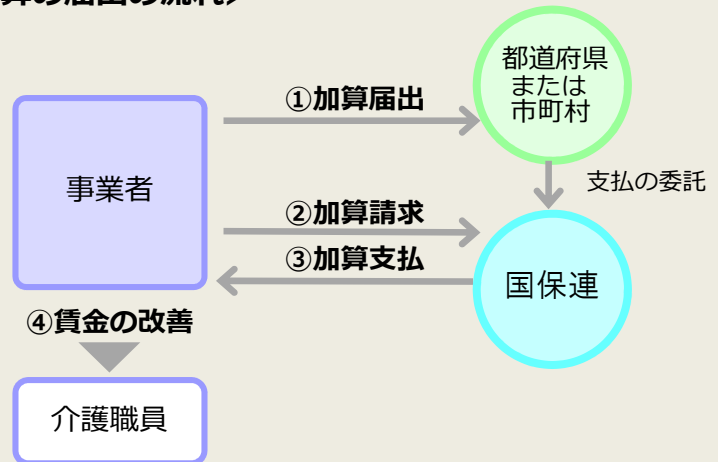 算の届出の流れ>
都道府県
または
市町村
①加算届出
事業者
支払の委託
②加算請求
③加算支払
国保連
④賃金の改善
介護職員